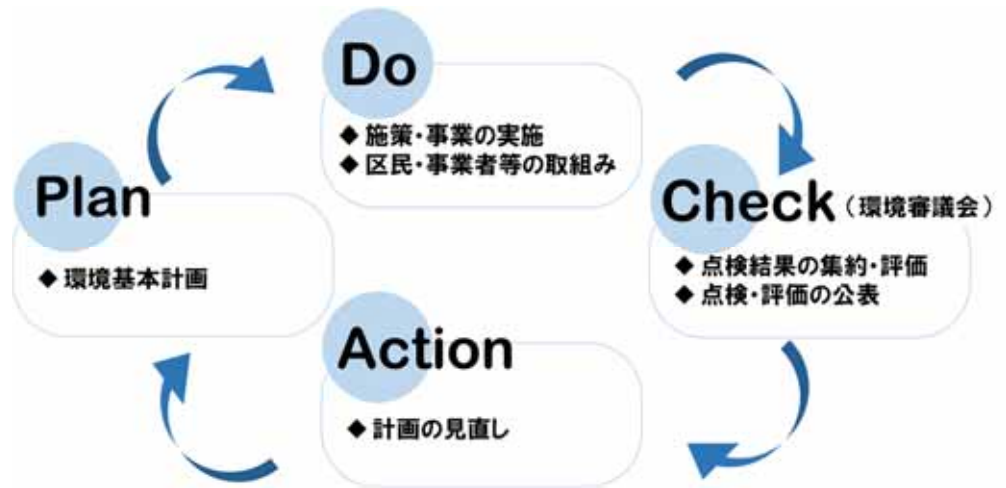 Plan
◆ 環境基本計画
Do
◆ 施策・事業の実施
◆ 区民・事業者等の取組み
Check（環境審議会）
◆ 点検結果の集約・評価
◆ 点検・評価の公表
Action
◆ 計画の見直し